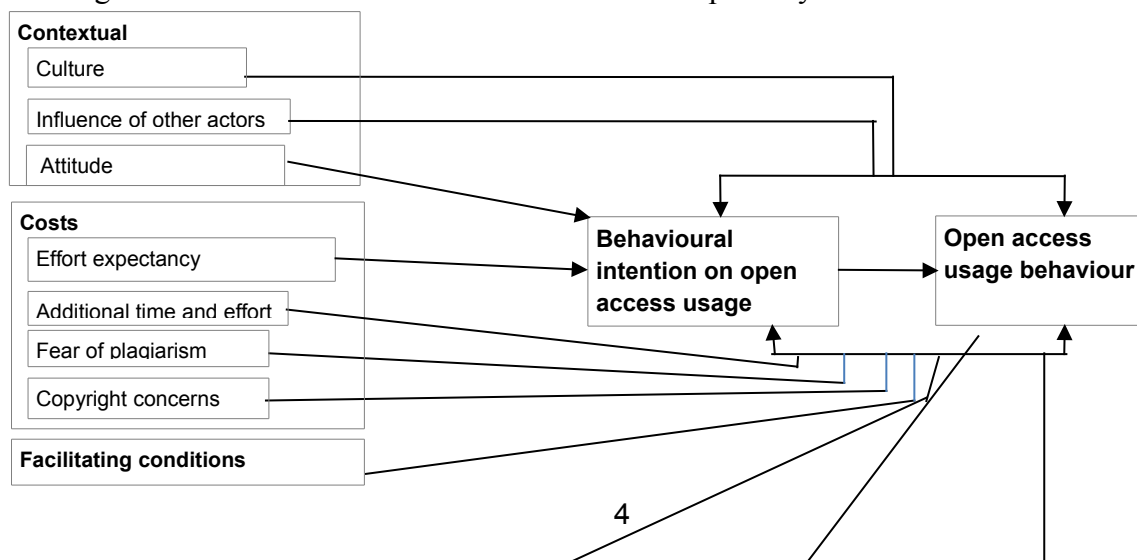 Contextual
Culture
Influence of other actors
Attitude
Costs
Effort expectancy
Additional time and effort
Fear of plagiarism
Copyright concerns
Facilitating conditions
Behavioural
intention on open
access usage
Open access
usage behaviour
4